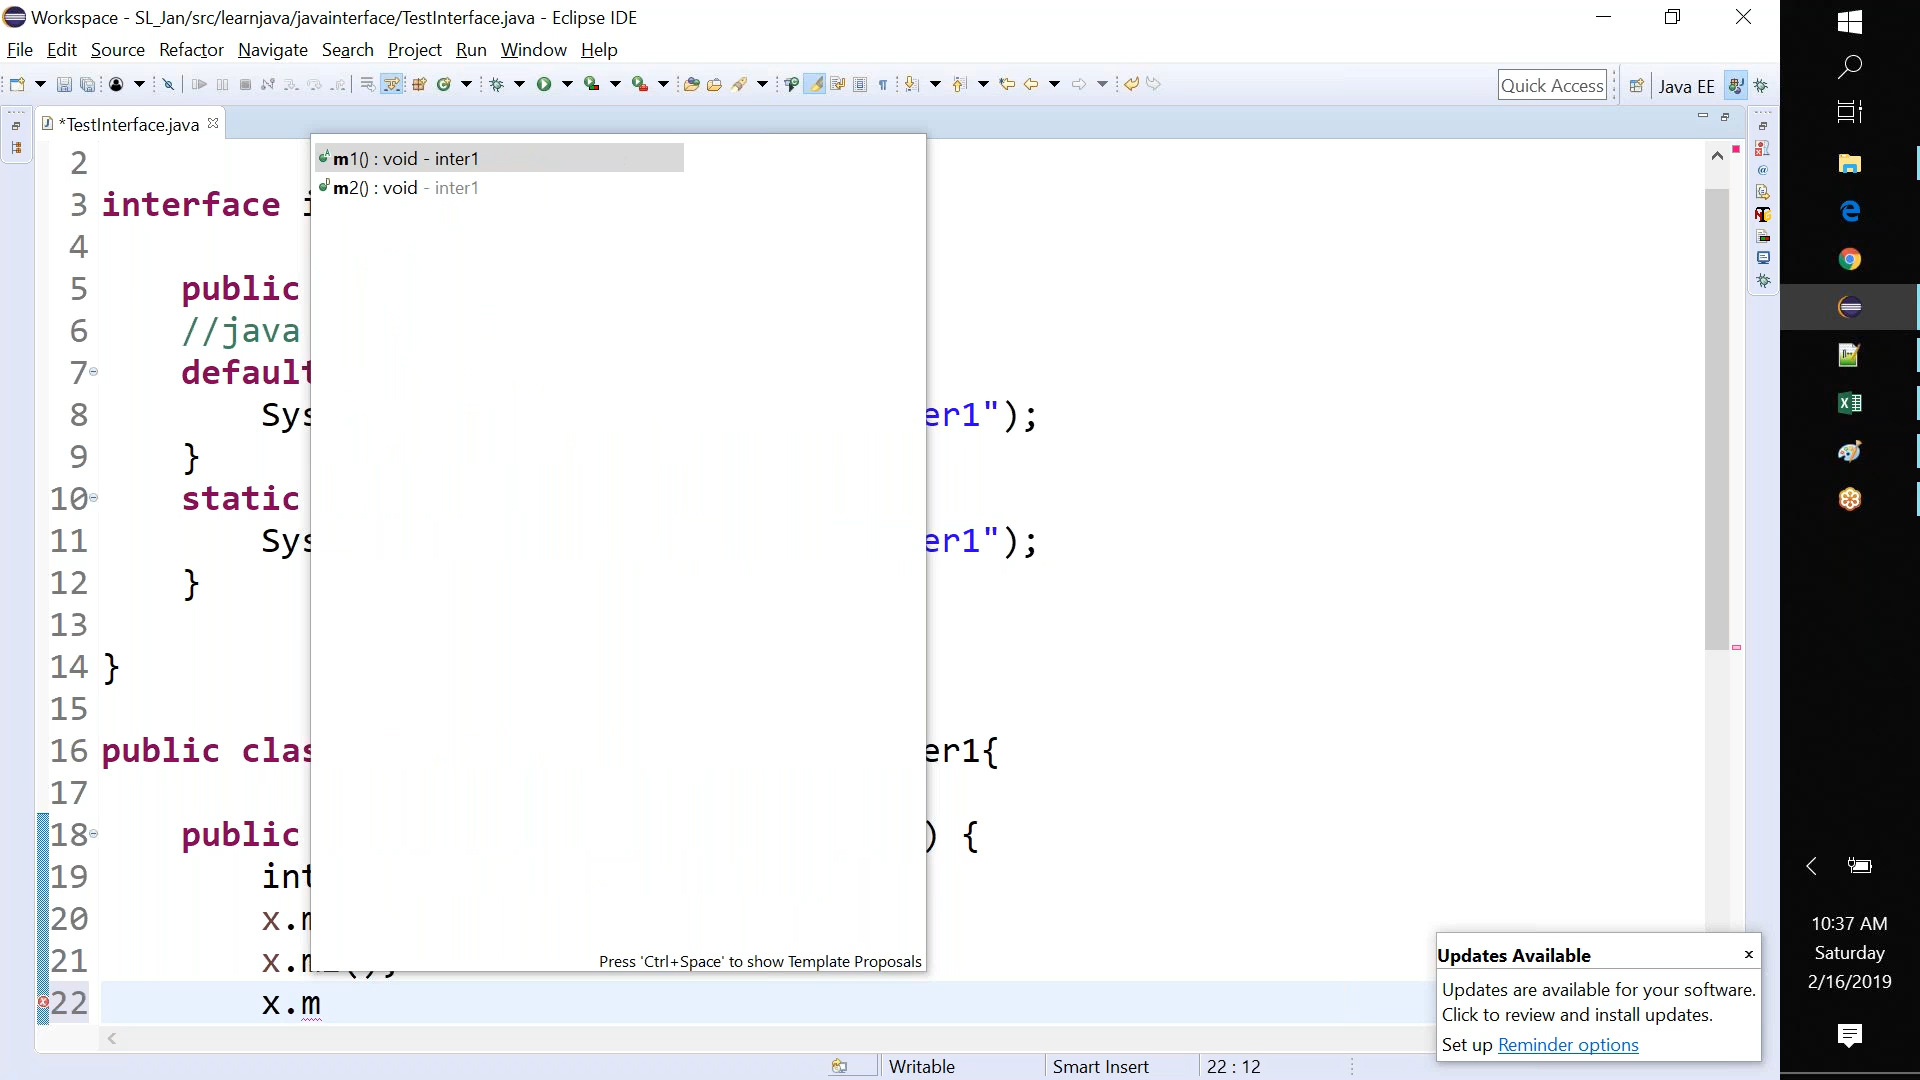 Workspace - SL_Jan/src/learnjava/javainterface/TestInterface.java - Eclipse IDE
File Edit Source Refactor Navigate Search Project Run Window Help
Quick Access
Java EE
*TestInterface.java
m1() : void - inter1
m2() : void - inter1
Press 'Ctrl+Space' to show Template Proposals
2
3 interface i
4
5 public
6 //java
7 default
8 Sys er1");
9 }
10 static
11 Sys er1");
12 }
13
14 }
15
16 public clas er1{
17
18 public ) {
19 int
20 x.m
21 x.m
22 x.m
Updates Available
Updates are available for your software.
Click to review and install updates.
Set up Reminder options
Writable Smart Insert 22 : 12
10:37 AM
Saturday
2/16/2019